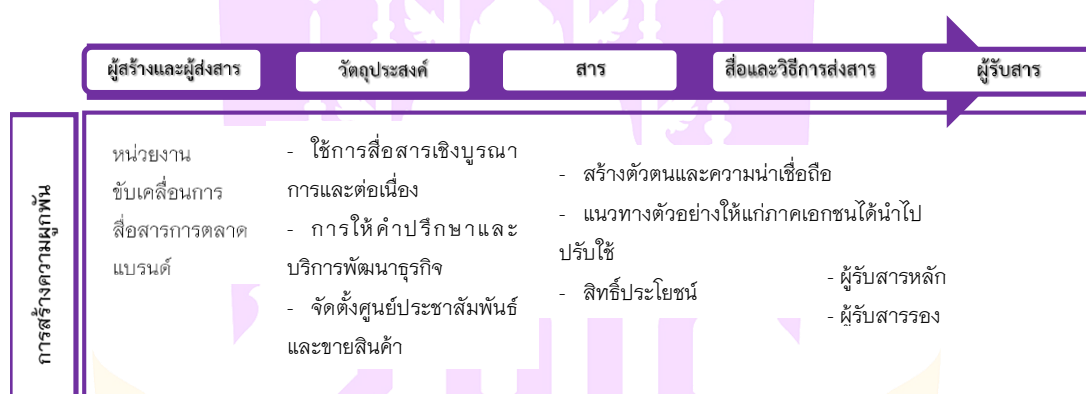 ผู้สร้างและผู้ส่งสาร
วัตถุประสงค์
สาร
สื่อและวิธีการส่งสาร
ผู้รับสาร
การสร้างความผูกพัน
หน่วยงาน
ขับเคลื่อนการ
สื่อสารการตลาด
แบรนด์
- ใช้การสื่อสารเชิงบูรณา
การและต่อเนื่อง
- การให้คำปรึกษาและ
บริการพัฒนาธุรกิจ
- จัดตั้งศูนย์ประชาสัมพันธ์
และขายสินค้า
- สร้างตัวตนและความน่าเชื่อถือ
- แนวทางตัวอย่างให้แก่ภาคเอกชนได้นำไป
ปรับใช้
- สิทธิ์ประโยชน์
- ผู้รับสารหลัก
- ผู้รับสารรอง